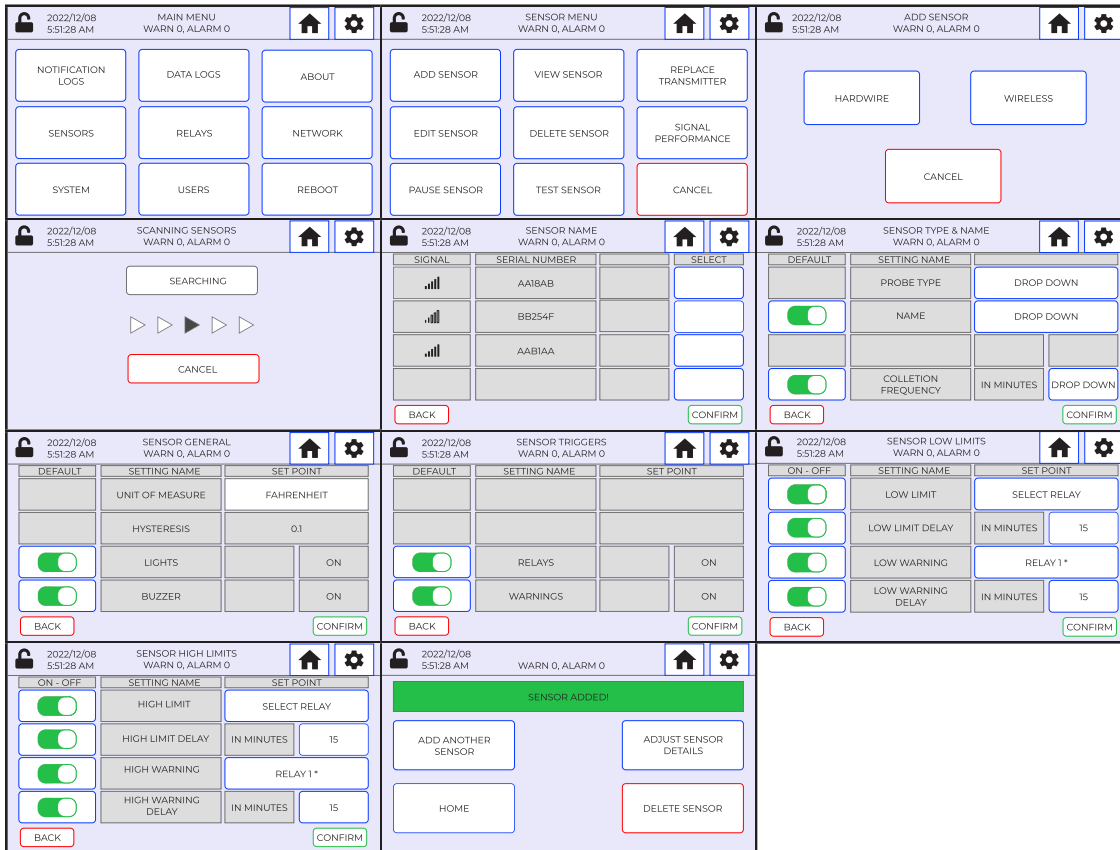 2022/12/08
5:51:28 AM
MAIN MENU
WARN 0, ALARM 0
NOTIFICATION
LOGS
DATA LOGS
ABOUT
SENSORS
RELAYS
NETWORK
SYSTEM
USERS
REBOOT
2022/12/08
5:51:28 AM
SENSOR MENU
WARN 0, ALARM 0
ADD SENSOR
VIEW SENSOR
REPLACE
TRANSMITTER
EDIT SENSOR
DELETE SENSOR
SIGNAL
PERFORMANCE
PAUSE SENSOR
TEST SENSOR
CANCEL
2022/12/08
5:51:28 AM
ADD SENSOR
WARN 0, ALARM 0
HARDWIRE
WIRELESS
CANCEL
2022/12/08
5:51:28 AM
SCANNING SENSORS
WARN 0, ALARM 0
SEARCHING
CANCEL
2022/12/08
5:51:28 AM
SENSOR NAME
WARN 0, ALARM 0
SIGNAL
SERIAL NUMBER
SELECT
AA18AB
BB254F
AAB1AA
BACK
CONFIRM
2022/12/08
5:51:28 AM
SENSOR TYPE & NAME
WARN 0, ALARM 0
DEFAULT
SETTING NAME
PROBE TYPE
DROP DOWN
NAME
DROP DOWN
COLLETION
FREQUENCY
IN MINUTES
DROP DOWN
BACK
CONFIRM
2022/12/08
5:51:28 AM
SENSOR GENERAL
WARN 0, ALARM 0
DEFAULT
SETTING NAME
SET POINT
UNIT OF MEASURE
FAHRENHEIT
HYSTERESIS
0.1
LIGHTS
ON
BUZZER
ON
BACK
CONFIRM
2022/12/08
5:51:28 AM
SENSOR TRIGGERS
WARN 0, ALARM 0
DEFAULT
SETTING NAME
SET POINT
RELAYS
ON
WARNINGS
ON
BACK
CONFIRM
2022/12/08
5:51:28 AM
SENSOR LOW LIMITS
WARN 0, ALARM 0
ON - OFF
SETTING NAME
SET POINT
LOW LIMIT
SELECT RELAY
LOW LIMIT DELAY
IN MINUTES
15
LOW WARNING
RELAY 1 *
LOW WARNING
DELAY
IN MINUTES
15
BACK
CONFIRM
2022/12/08
5:51:28 AM
SENSOR HIGH LIMITS
WARN 0, ALARM 0
ON - OFF
SETTING NAME
SET POINT
HIGH LIMIT
SELECT RELAY
HIGH LIMIT DELAY
IN MINUTES
15
HIGH WARNING
RELAY 1 *
HIGH WARNING
DELAY
IN MINUTES
15
BACK
CONFIRM
2022/12/08
5:51:28 AM
WARN 0, ALARM 0
SENSOR ADDED!
ADD ANOTHER
SENSOR
ADJUST SENSOR
DETAILS
HOME
DELETE SENSOR